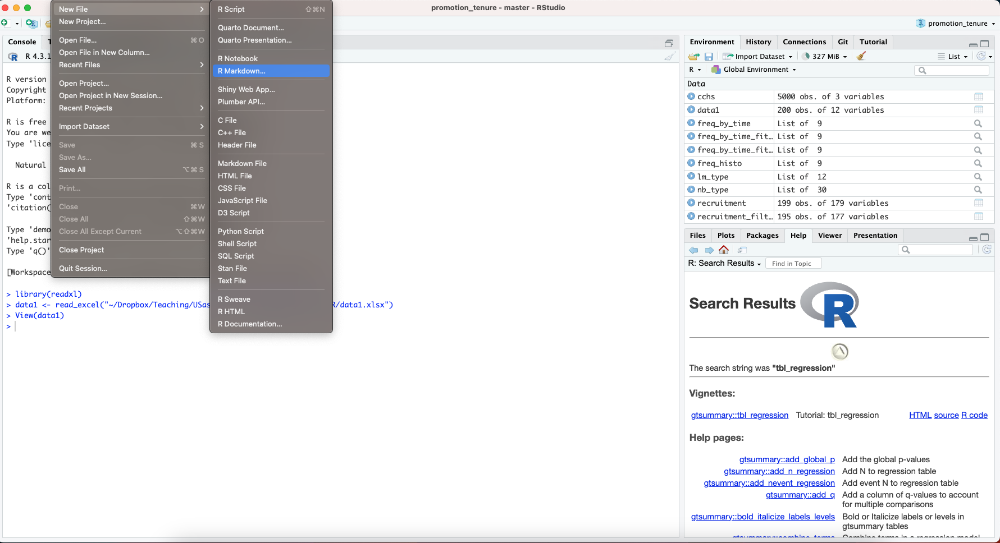 promotion_tenure - master - RStudio
promotion_tenure
New File
New Project...
Open File... ⌘ O
Open File in New Column...
Recent Files
Open Project...
Open Project in New Session...
Recent Projects
Import Dataset
Save ⌘ S
Save As...
Save All ⌥⌘ S
Print...
Close ⌘W
Close All ⇧⌘W
Close All Except Current ⌥⇧⌘W
Close Project
Quit Session...
R Script ⇧⌘N
Quarto Document...
Quarto Presentation...
R Notebook
R Markdown...
Shiny Web App...
Plumber API...
C File
C++ File
Header File
Markdown File
HTML File
CSS File
JavaScript File
D3 Script
Python Script
Shell Script
SQL Script
Stan File
Text File
R Sweave
R HTML
R Documentation...
Console T
R 4.3.1
R version
Copyright
Platform:
R is free
You are we
Type 'lice
Natural
R is a col
Type 'cont
'citation(
Type 'demo
'help.star
Type 'q()'
[Workspace
> library(readxl)
> data1 <- read_excel("~/Dropbox/Teaching/USas R/data1.xlsx")
> View(data1)
>
Environment History Connections Git Tutorial
Import Dataset 327 MiB List
R Global Environment
Data
cchs 5000 obs. of 3 variables
data1 200 obs. of 12 variables
freq_by_time List of 9
freq_by_time_fit... List of 9
freq_by_time_fit... List of 9
freq_histo List of 9
lm_type List of 12
nb_type List of 30
recruitment 199 obs. of 179 variables
recruitment_filt... 195 obs. of 177 variables
Files Plots Packages Help Viewer Presentation
R: Search Results Find in Topic
Search Results R
The search string was "tbl_regression"
Vignettes:
gtsummary::tbl_regression Tutorial: tbl_regression HTML source R code
Help pages:
gtsummary::add_global_p Add the global p-values
gtsummary::add_n_regression Add N to regression table
gtsummary::add_nevent_regression Add event N to regression table
gtsummary::add_q Add a column of q-values to account
for multiple comparisons
gtsummary::bold_italicize_labels_levels Bold or Italicize labels or levels in
gtsummary tables
gtsummary::combine_terms Combine terms in a regression model